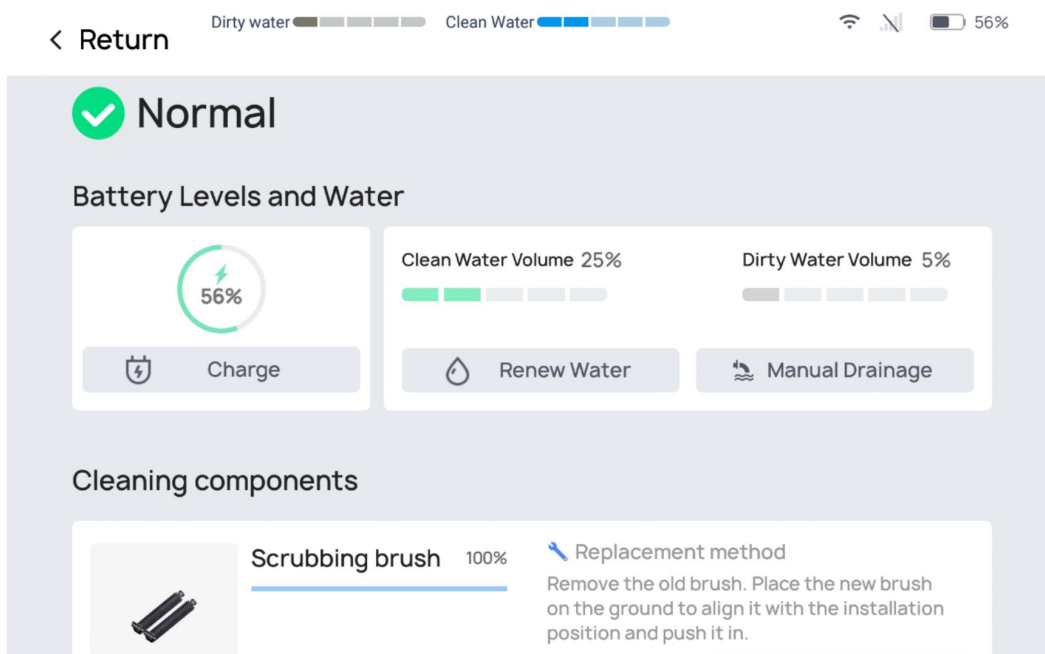 Dirty water
Clean Water
56%
Return
Normal
Battery Levels and Water
56%
Charge
Clean Water Volume 25%
Dirty Water Volume 5%
Renew Water
Manual Drainage
Cleaning components
Scrubbing brush 100%
Replacement method
Remove the old brush. Place the new brush
on the ground to align it with the installation
position and push it in.